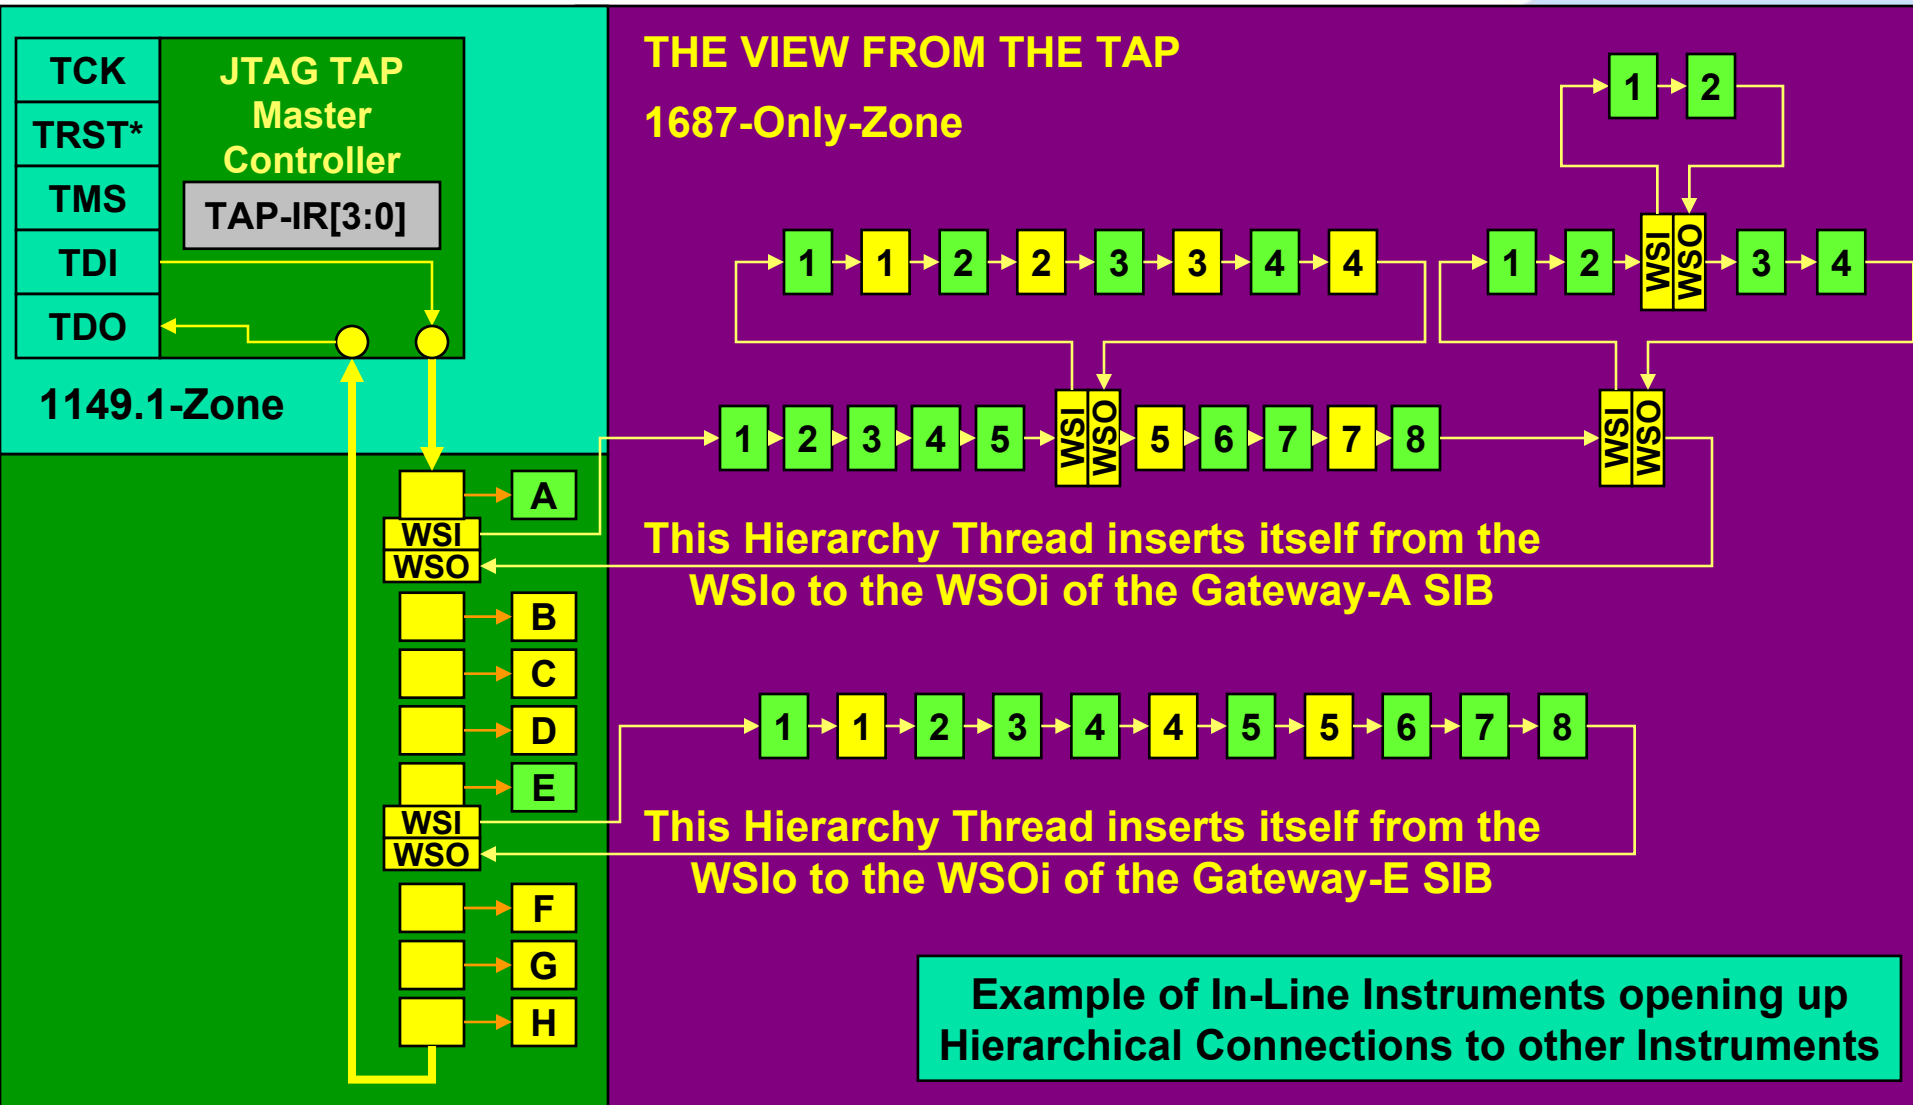 TCK
TRST*
TMS
TDI
TDO
JTAG TAP
Master
Controller
TAP-IR[3:0]
1149.1-Zone
THE VIEW FROM THE TAP
1687-Only-Zone
1 2
WSI
WSO
1 1 2 2 3 3 4 4
1 2
WSI
WSO
3 4
1 2 3 4 5
WSI
WSO
5 6 7 7 8
WSI
WSO
A
WSI
WSO
This Hierarchy Thread inserts itself from the
WSIo to the WSOi of the Gateway-A SIB
B
C
D
1 1 2 3 4 4 5 5 6 7 8
E
WSI
WSO
This Hierarchy Thread inserts itself from the
WSIo to the WSOi of the Gateway-E SIB
F
G
H
Example of In-Line Instruments opening up
Hierarchical Connections to other Instruments